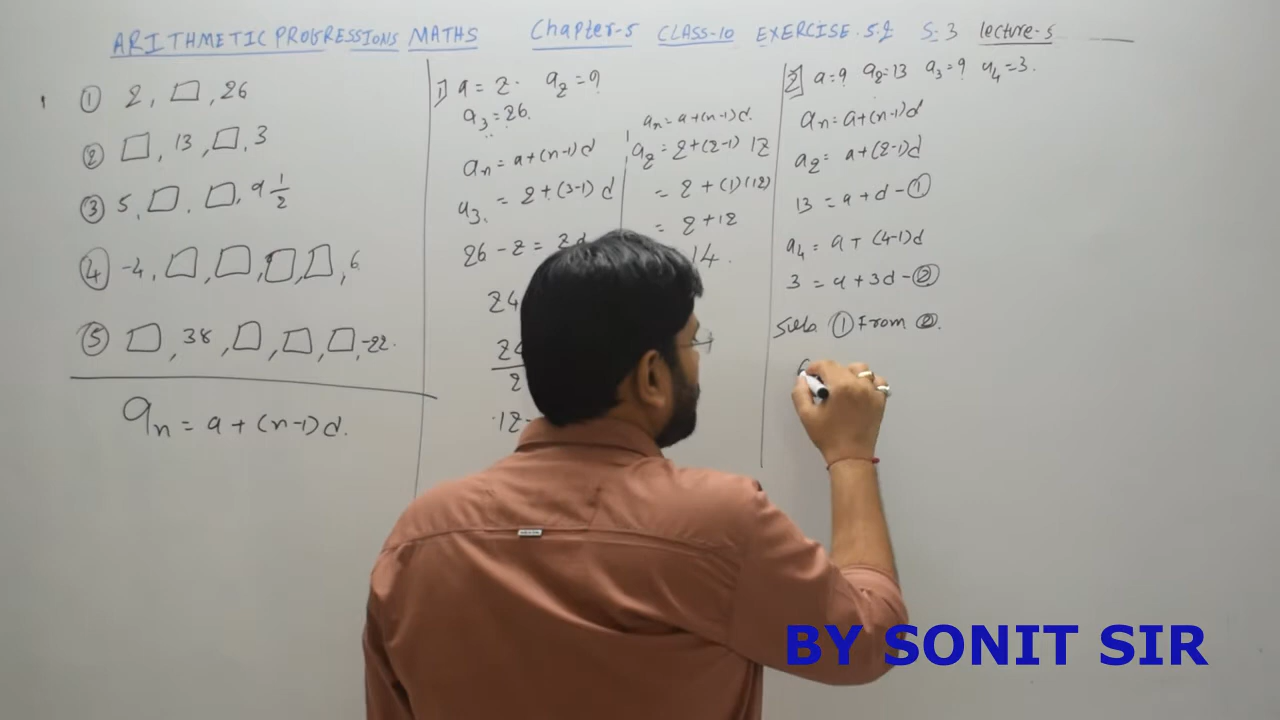 ARITHMETIC PROGRESSIONS MATHS Chapter-5 CLASS-10 EXERCISE.5.2 S.3 lecture-5
① 2, □, 26
② □, 13, □, 3
③ 5, □, □, 9 1/2
④ -4, □, □, □, □, 6
⑤ □, 38, □, □, □, -22.
an = a + (n-1)d.
1] a = 2. a2 = ?
a3 = 26.
an = a + (n-1)d
a3. = 2 + (3-1) d
26 - 2 = 2d
24
24
2
12
an = a + (n-1)d.
a2 = 2 + (2-1) 12
= 2 + (1)(12)
= 2 + 12
14.
2] a = ? a2 = 13 a3 = ? a4 = 3.
an = a + (n-1)d
a2 = a + (2-1)d
13 = a + d - ①
a4 = a + (4-1)d
3 = a + 3d - ②
Sub ① From ②.
BY SONIT SIR